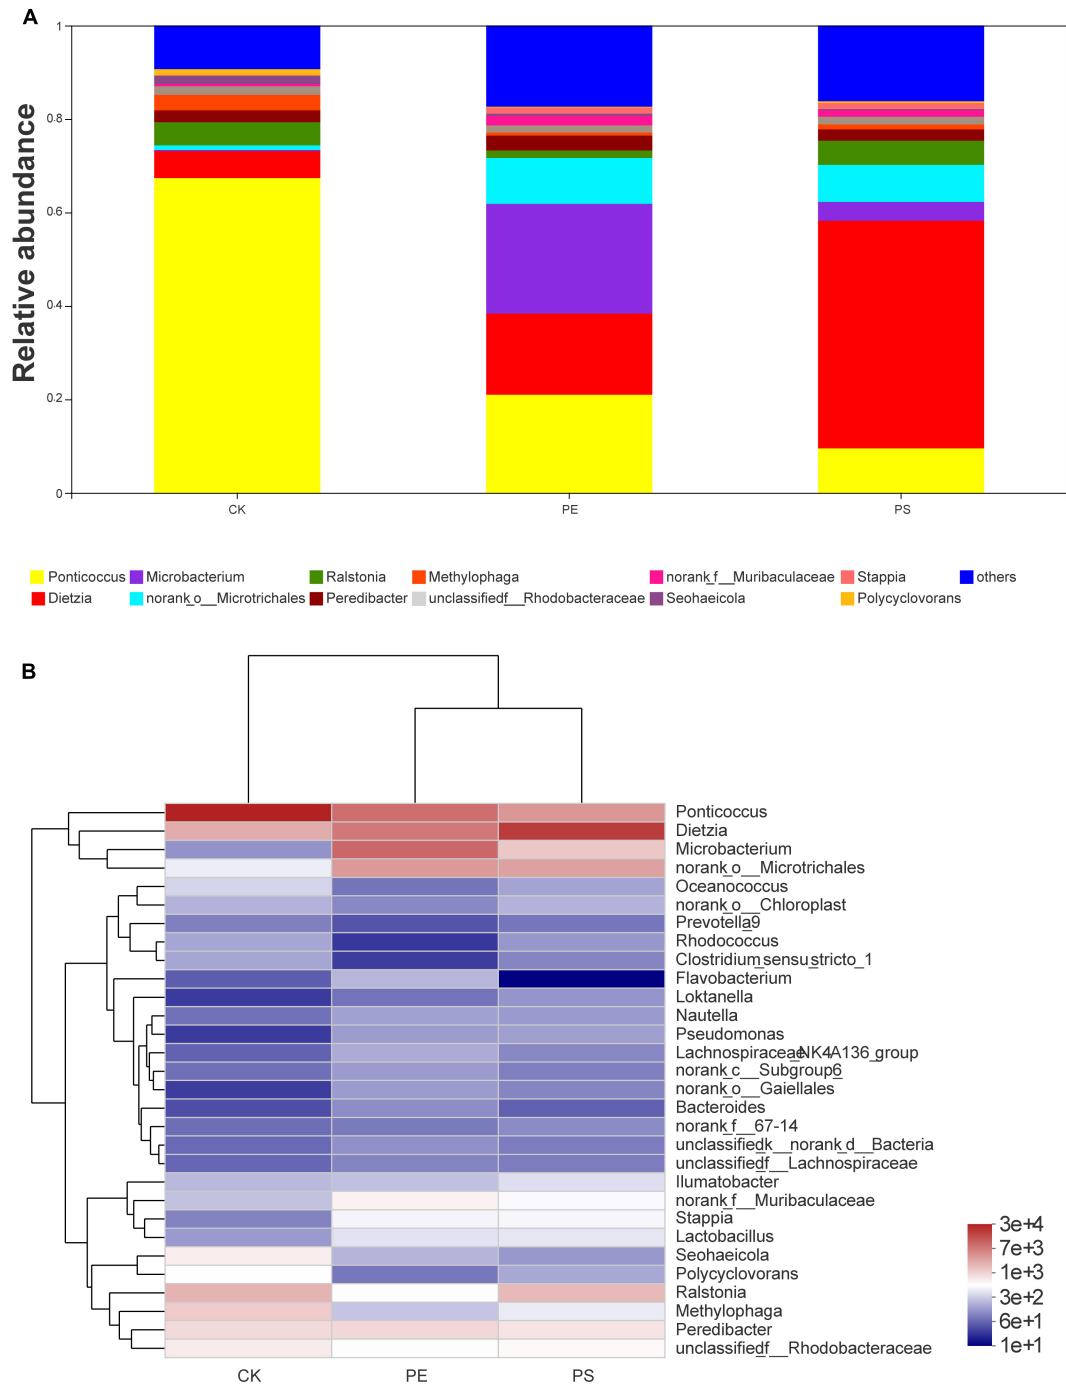 A
Relative abundance
1
0.8
0.6
0.4
0.2
0
CK PE PS
Ponticoccus Microbacterium Ralstonia Methylophaga norank_f__Muribaculaceae Stappia others
Dietzia norank_o__Microtrichales Peredibacter unclassifiedf__Rhodobacteraceae Seohaeicola Polycyclovorans
B
Ponticoccus
Dietzia
Microbacterium
norank_o__Microtrichales
Oceanococcus
norank_o__Chloroplast
Prevotella_9
Rhodococcus
Clostridium_sensu_stricto_1
Flavobacterium
Loktanella
Nautella
Pseudomonas
Lachnospiraceae_NK4A136_group
norank_c__Subgroup_6
norank_o__Gaiellales
Bacteroides
norank_f__67-14
unclassified_k__norank_d__Bacteria
unclassified_f__Lachnospiraceae
Ilumatobacter
norank_f__Muribaculaceae
Stappia
Lactobacillus
Seohaeicola
Polycyclovorans
Ralstonia
Methylophaga
Peredibacter
unclassified_f__Rhodobacteraceae
3e+4
7e+3
1e+3
3e+2
6e+1
1e+1
CK PE PS